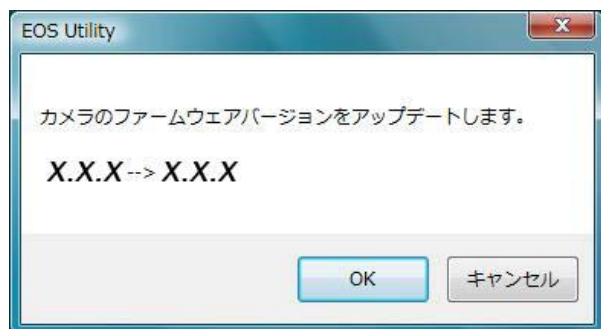 EOS Utility
カメラのファームウェアバージョンをアップデートします。
X.X.X --> X.X.X
OK
キャンセル